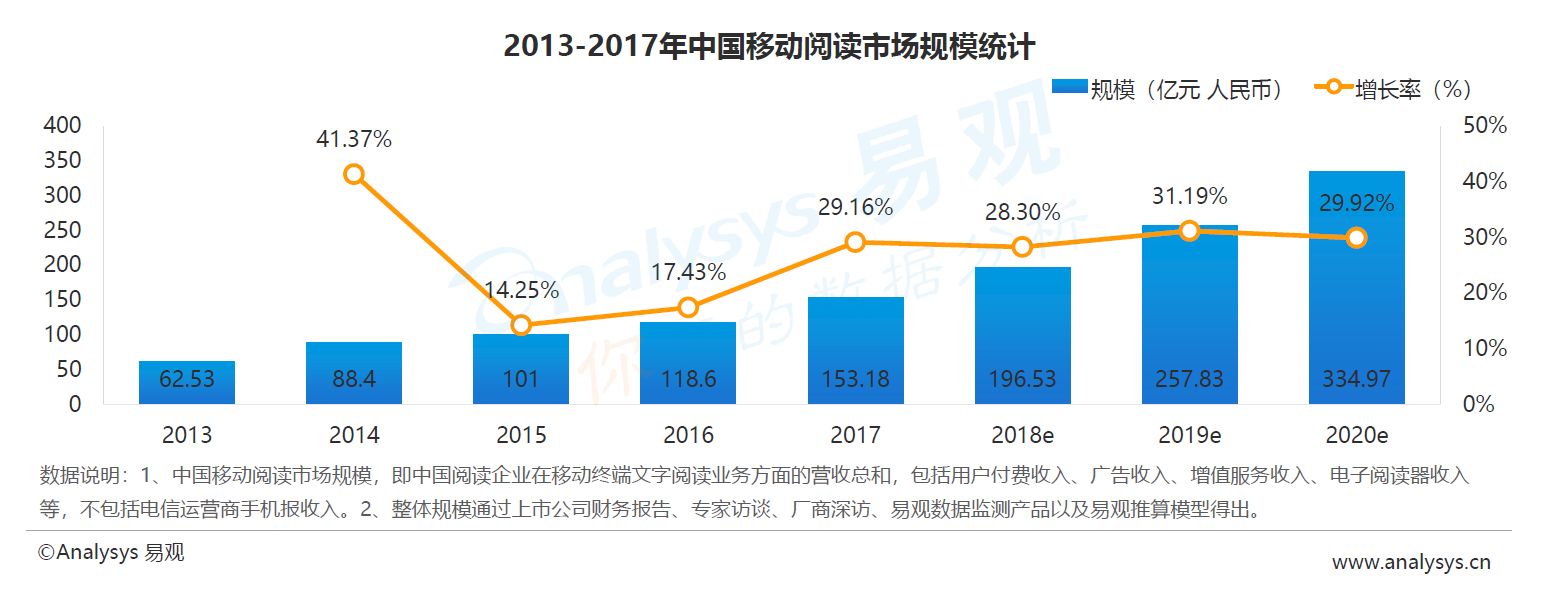 2013-2017年中国移动阅读市场规模统计
规模（亿元 人民币） 增长率（%）
400 50%
350
300 40%
250
200 30%
150
100 20%
50 10%
0 0%
41.37%
14.25%
17.43%
29.16%
28.30%
31.19%
29.92%
62.53 88.4 101 118.6 153.18 196.53 257.83 334.97
2013 2014 2015 2016 2017 2018e 2019e 2020e
Analysys 易观
你的数据分析
数据说明：1、中国移动阅读市场规模，即中国阅读企业在移动终端文字阅读业务方面的营收总和，包括用户付费收入、广告收入、增值服务收入、电子阅读器收入
等，不包括电信运营商手机报收入。2、整体规模通过上市公司财务报告、专家访谈、厂商深访、易观数据监测产品以及易观推算模型得出。
©Analysys 易观
www.analysys.cn